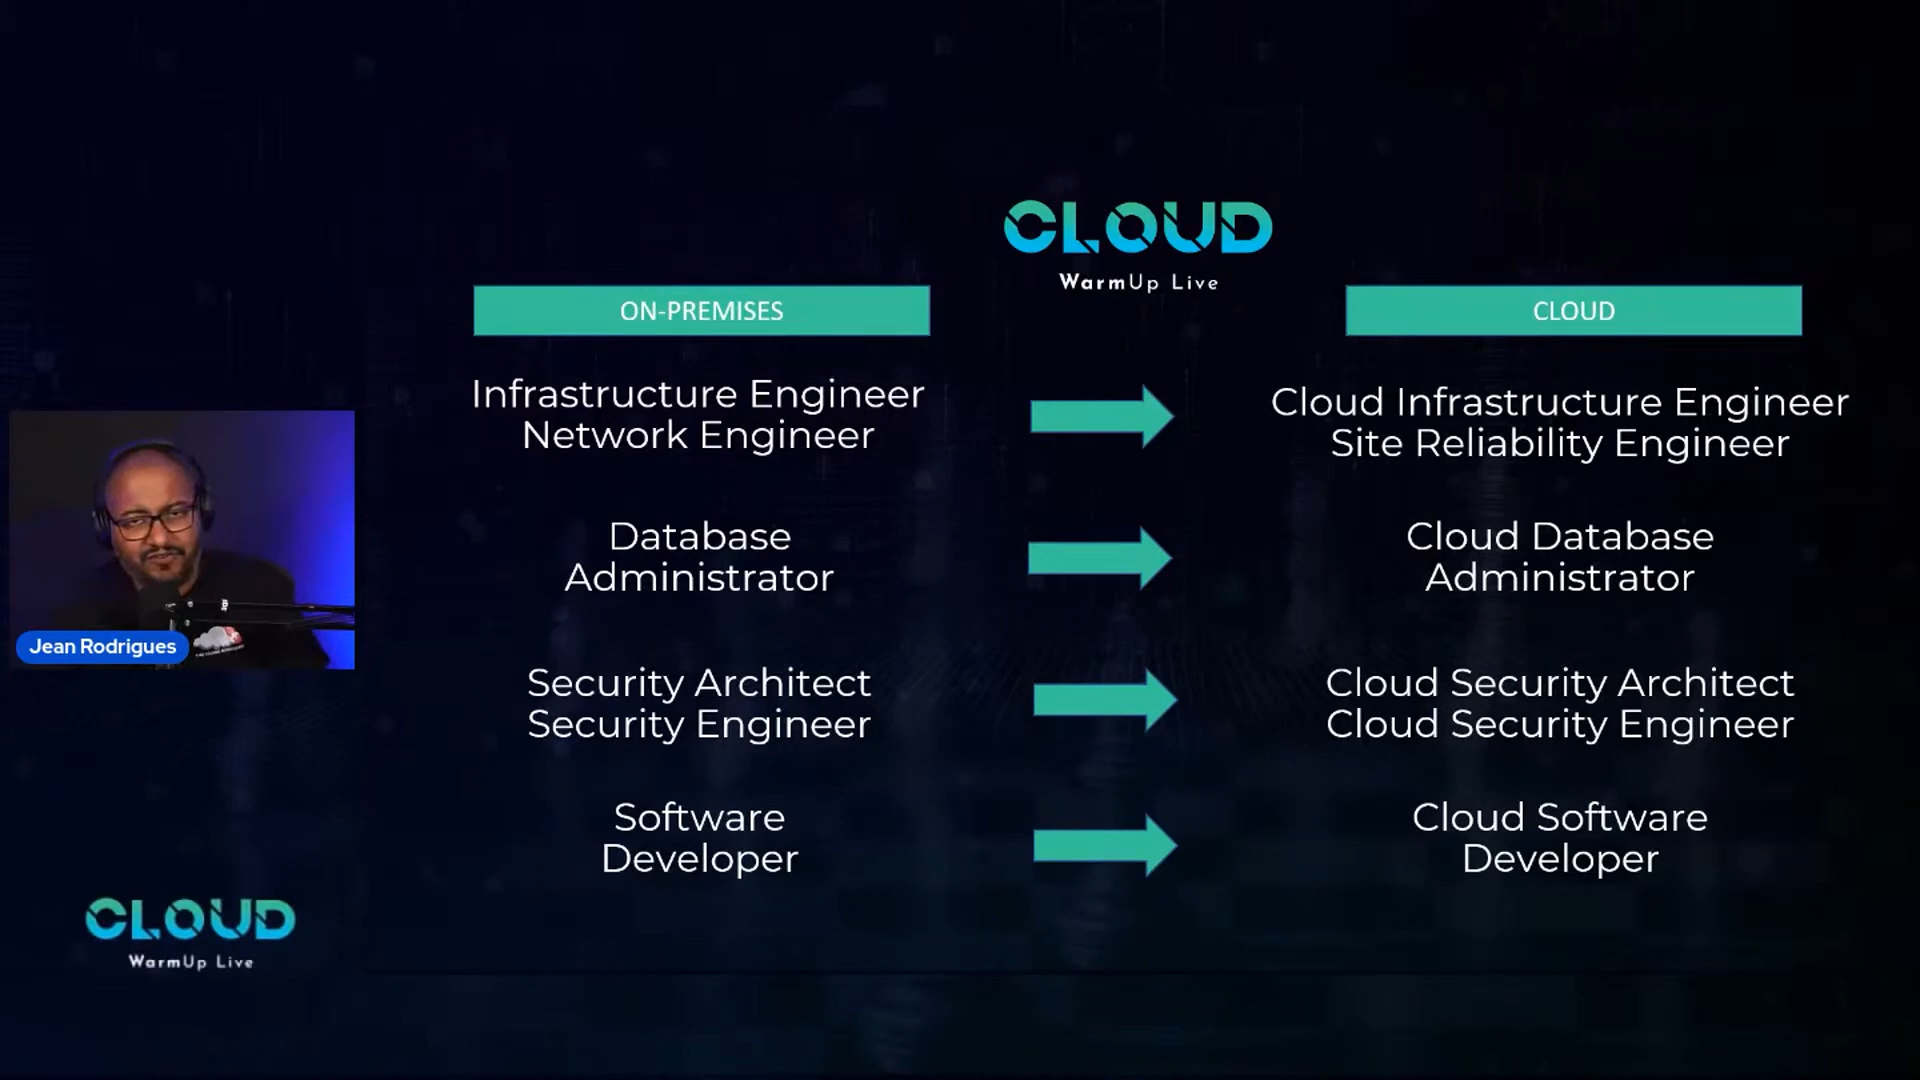 CLOUD
WarmUp Live
ON-PREMISES
CLOUD
Infrastructure Engineer
Network Engineer
Cloud Infrastructure Engineer
Site Reliability Engineer
Database
Administrator
Cloud Database
Administrator
Security Architect
Security Engineer
Cloud Security Architect
Cloud Security Engineer
Software
Developer
Cloud Software
Developer
Jean Rodrigues
CLOUD
WarmUp Live